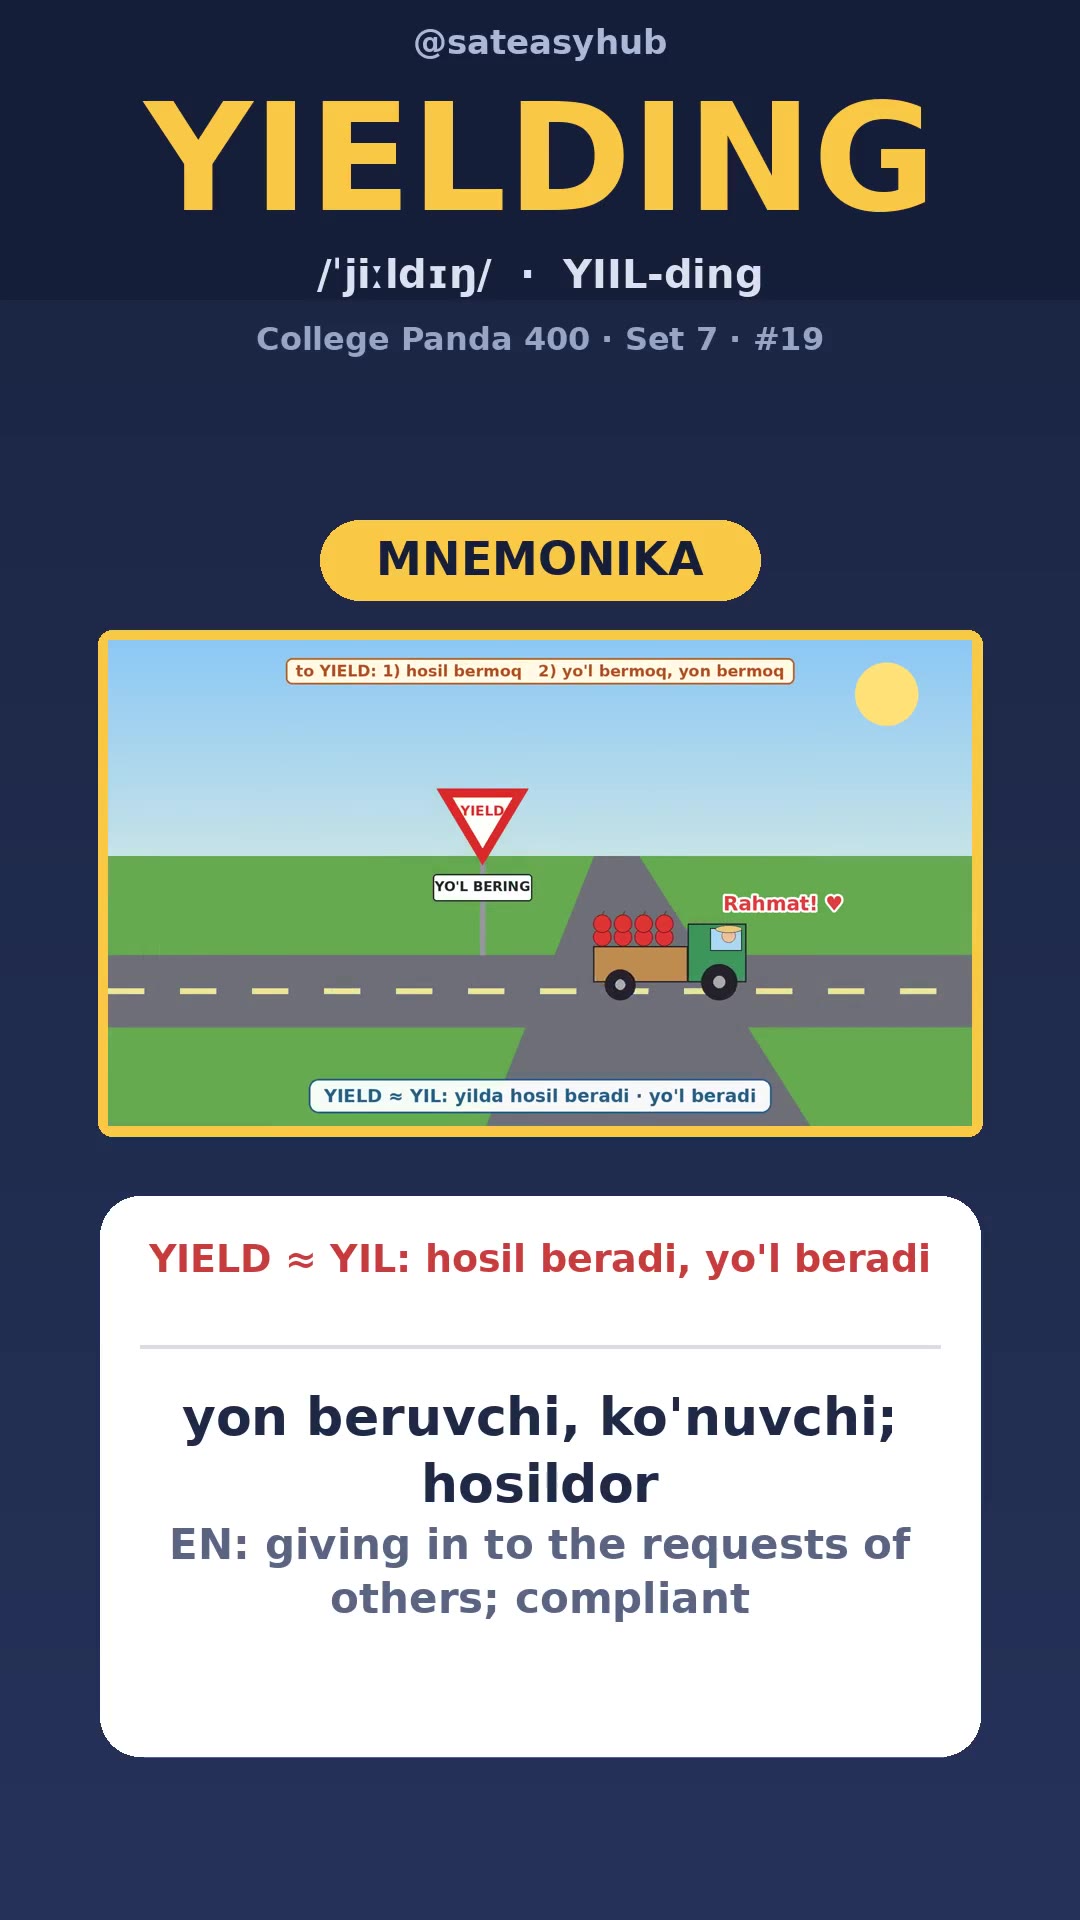 @sateasyhub
YIELDING
/ˈjiːldɪŋ/ · YIIL-ding
College Panda 400 · Set 7 · #19
MNEMONIKA
to YIELD: 1) hosil bermoq 2) yo'l bermoq, yon bermoq
YIELD
YO'L BERING
Rahmat! ♥
YIELD ≈ YIL: yilda hosil beradi · yo'l beradi
YIELD ≈ YIL: hosil beradi, yo'l beradi
yon beruvchi, ko'nuvchi;
hosildor
EN: giving in to the requests of
others; compliant